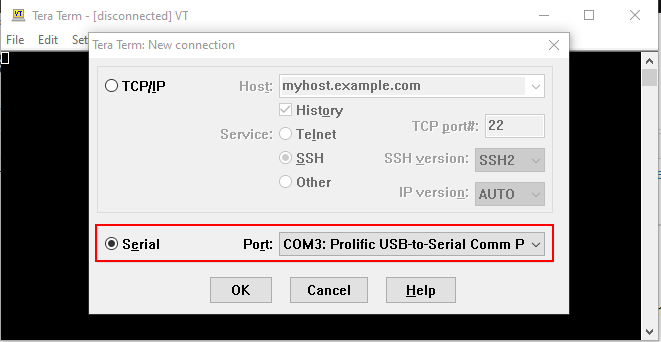 VT Tera Term - [disconnected] VT
File Edit Set
Tera Term: New connection
TCP/IP Host: myhost.example.com
History
Service: Telnet TCP port#: 22
SSH SSH version: SSH2
Other IP version: AUTO
Serial Port: COM3: Prolific USB-to-Serial Comm P
OK Cancel Help